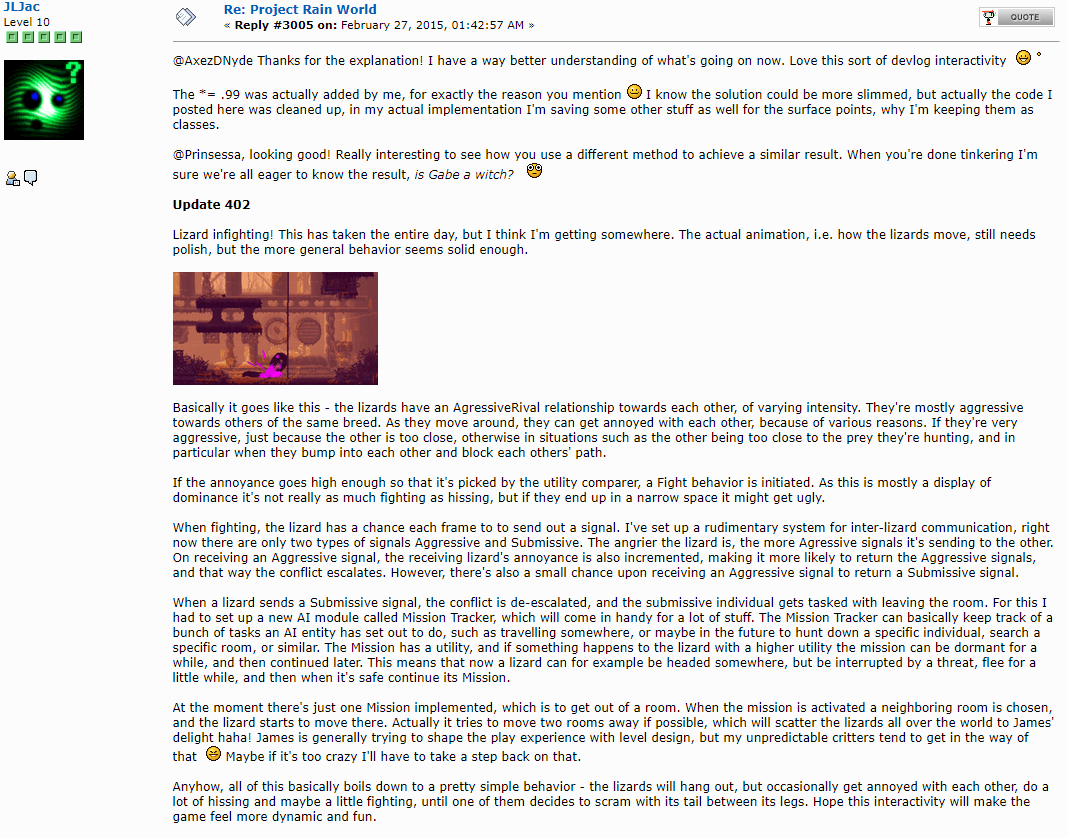 JLJac
Level 10
Re: Project Rain World
« Reply #3005 on: February 27, 2015, 01:42:57 AM »
QUOTE
@AxezDNyde Thanks for the explanation! I have a way better understanding of what's going on now. Love this sort of devlog interactivity °
The *= .99 was actually added by me, for exactly the reason you mention I know the solution could be more slimmed, but actually the code I
posted here was cleaned up, in my actual implementation I'm saving some other stuff as well for the surface points, why I'm keeping them as
classes.
@Prinsessa, looking good! Really interesting to see how you use a different method to achieve a similar result. When you're done tinkering I'm
sure we're all eager to know the result, is Gabe a witch?
Update 402
Lizard infighting! This has taken the entire day, but I think I'm getting somewhere. The actual animation, i.e. how the lizards move, still needs
polish, but the more general behavior seems solid enough.
Basically it goes like this - the lizards have an AgressiveRival relationship towards each other, of varying intensity. They're mostly aggressive
towards others of the same breed. As they move around, they can get annoyed with each other, because of various reasons. If they're very
aggressive, just because the other is too close, otherwise in situations such as the other being too close to the prey they're hunting, and in
particular when they bump into each other and block each others' path.
If the annoyance goes high enough so that it's picked by the utility comparer, a Fight behavior is initiated. As this is mostly a display of
dominance it's not really as much fighting as hissing, but if they end up in a narrow space it might get ugly.
When fighting, the lizard has a chance each frame to to send out a signal. I've set up a rudimentary system for inter-lizard communication, right
now there are only two types of signals Aggressive and Submissive. The angrier the lizard is, the more Agressive signals it's sending to the other.
On receiving an Aggressive signal, the receiving lizard's annoyance is also incremented, making it more likely to return the Aggressive signals,
and that way the conflict escalates. However, there's also a small chance upon receiving an Aggressive signal to return a Submissive signal.
When a lizard sends a Submissive signal, the conflict is de-escalated, and the submissive individual gets tasked with leaving the room. For this I
had to set up a new AI module called Mission Tracker, which will come in handy for a lot of stuff. The Mission Tracker can basically keep track of a
bunch of tasks an AI entity has set out to do, such as travelling somewhere, or maybe in the future to hunt down a specific individual, search a
specific room, or similar. The Mission has a utility, and if something happens to the lizard with a higher utility the mission can be dormant for a
while, and then continued later. This means that now a lizard can for example be headed somewhere, but be interrupted by a threat, flee for a
little while, and then when it's safe continue its Mission.
At the moment there's just one Mission implemented, which is to get out of a room. When the mission is activated a neighboring room is chosen,
and the lizard starts to move there. Actually it tries to move two rooms away if possible, which will scatter the lizards all over the world to James'
delight haha! James is generally trying to shape the play experience with level design, but my unpredictable critters tend to get in the way of
that Maybe if it's too crazy I'll have to take a step back on that.
Anyhow, all of this basically boils down to a pretty simple behavior - the lizards will hang out, but occasionally get annoyed with each other, do a
lot of hissing and maybe a little fighting, until one of them decides to scram with its tail between its legs. Hope this interactivity will make the
game feel more dynamic and fun.